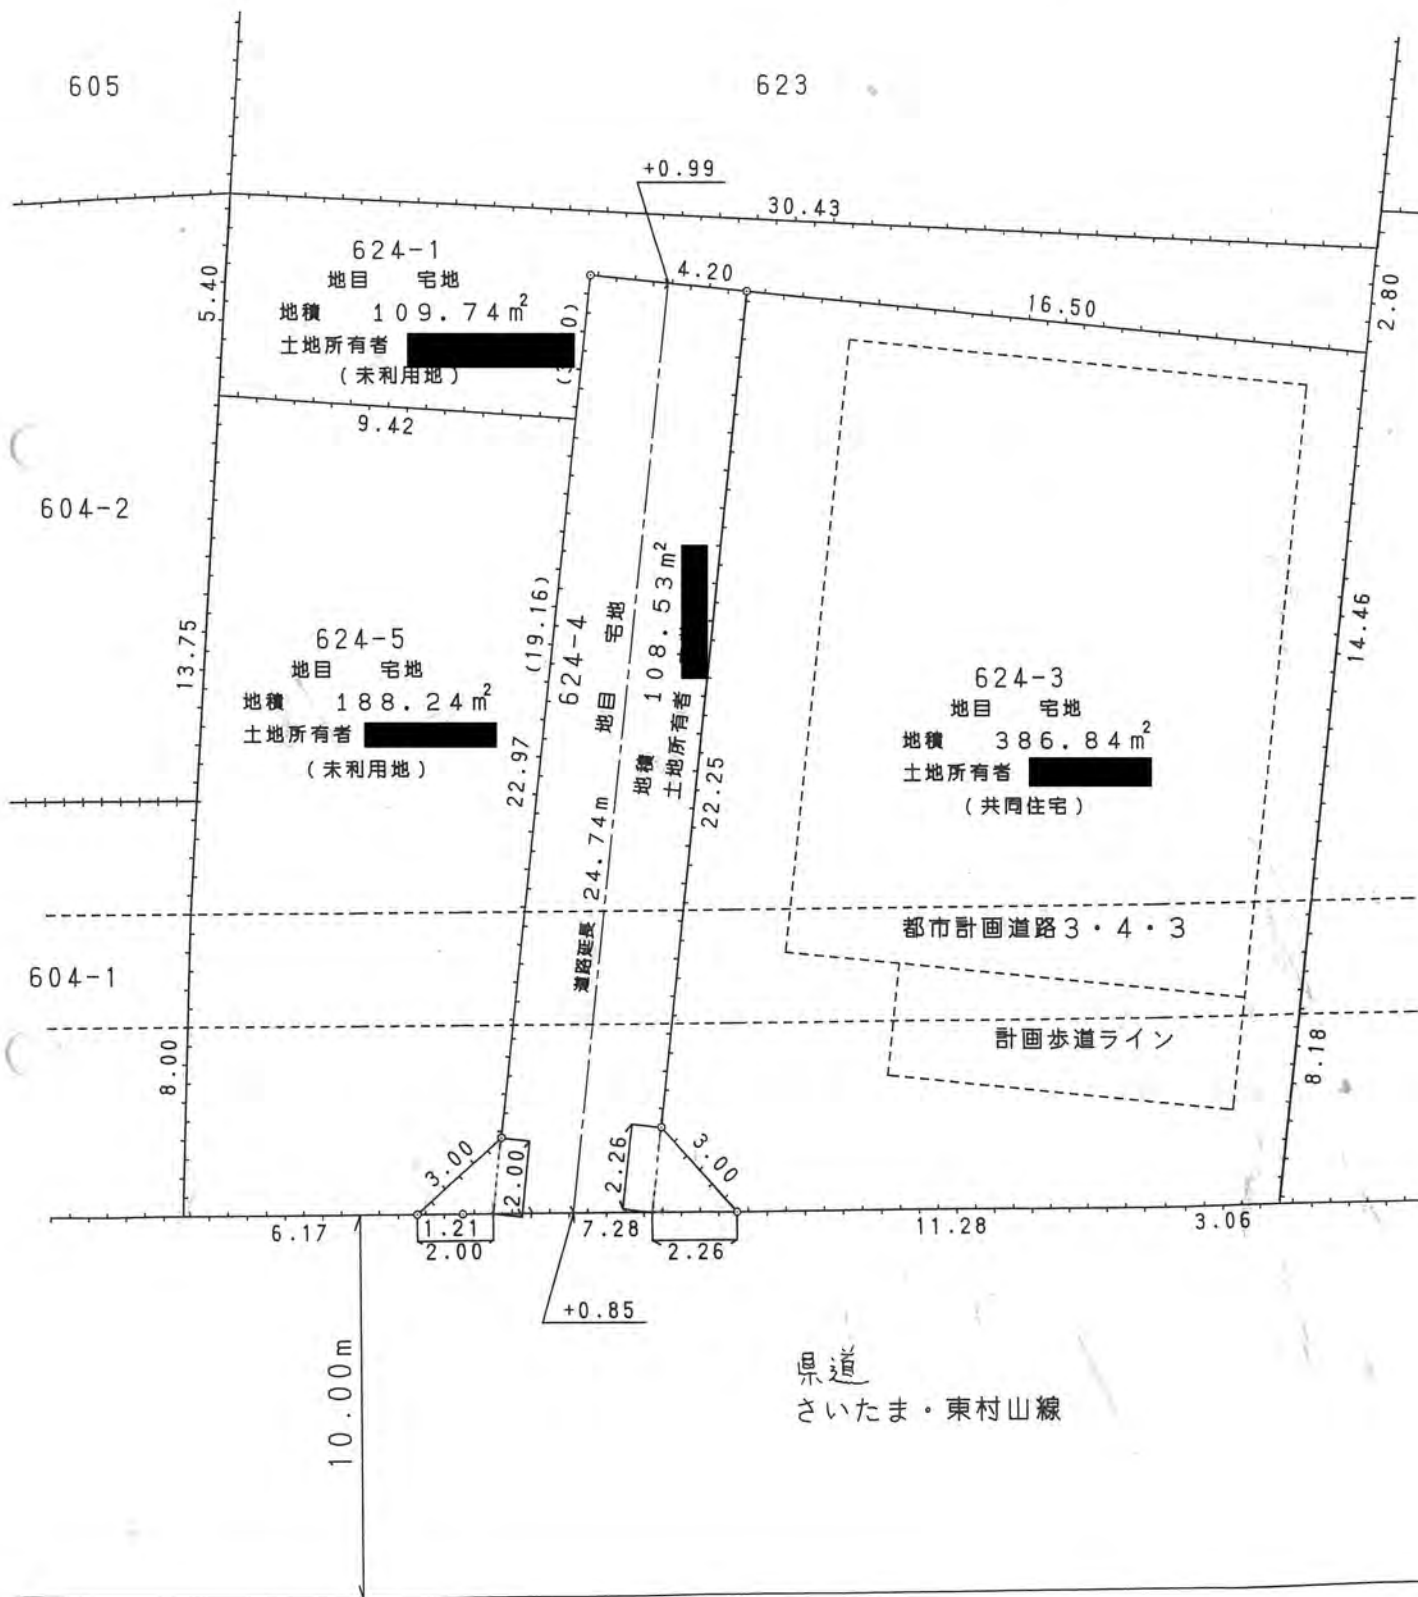 605
623
+0.99
30.43
624-1
地目 宅地
地積 109.74m²
土地所有者
(未利用地)
5.40
4.20
16.50
2.80
9.42
604-2
13.75
624-5
地目 宅地
地積 188.24m²
土地所有者
(未利用地)
(19.16)
22.97
624-4
地目 宅地
地積 108.53m²
土地所有者
道路延長 24.74m
22.25
624-3
地目 宅地
地積 386.84m²
土地所有者
(共同住宅)
14.46
都市計画道路3・4・3
604-1
計画歩道ライン
8.00
8.18
3.00
2.00
2.26
3.00
6.17
1.21
2.00
7.28
2.26
11.28
3.06
+0.85
10.00m
県道
さいたま・東村山線